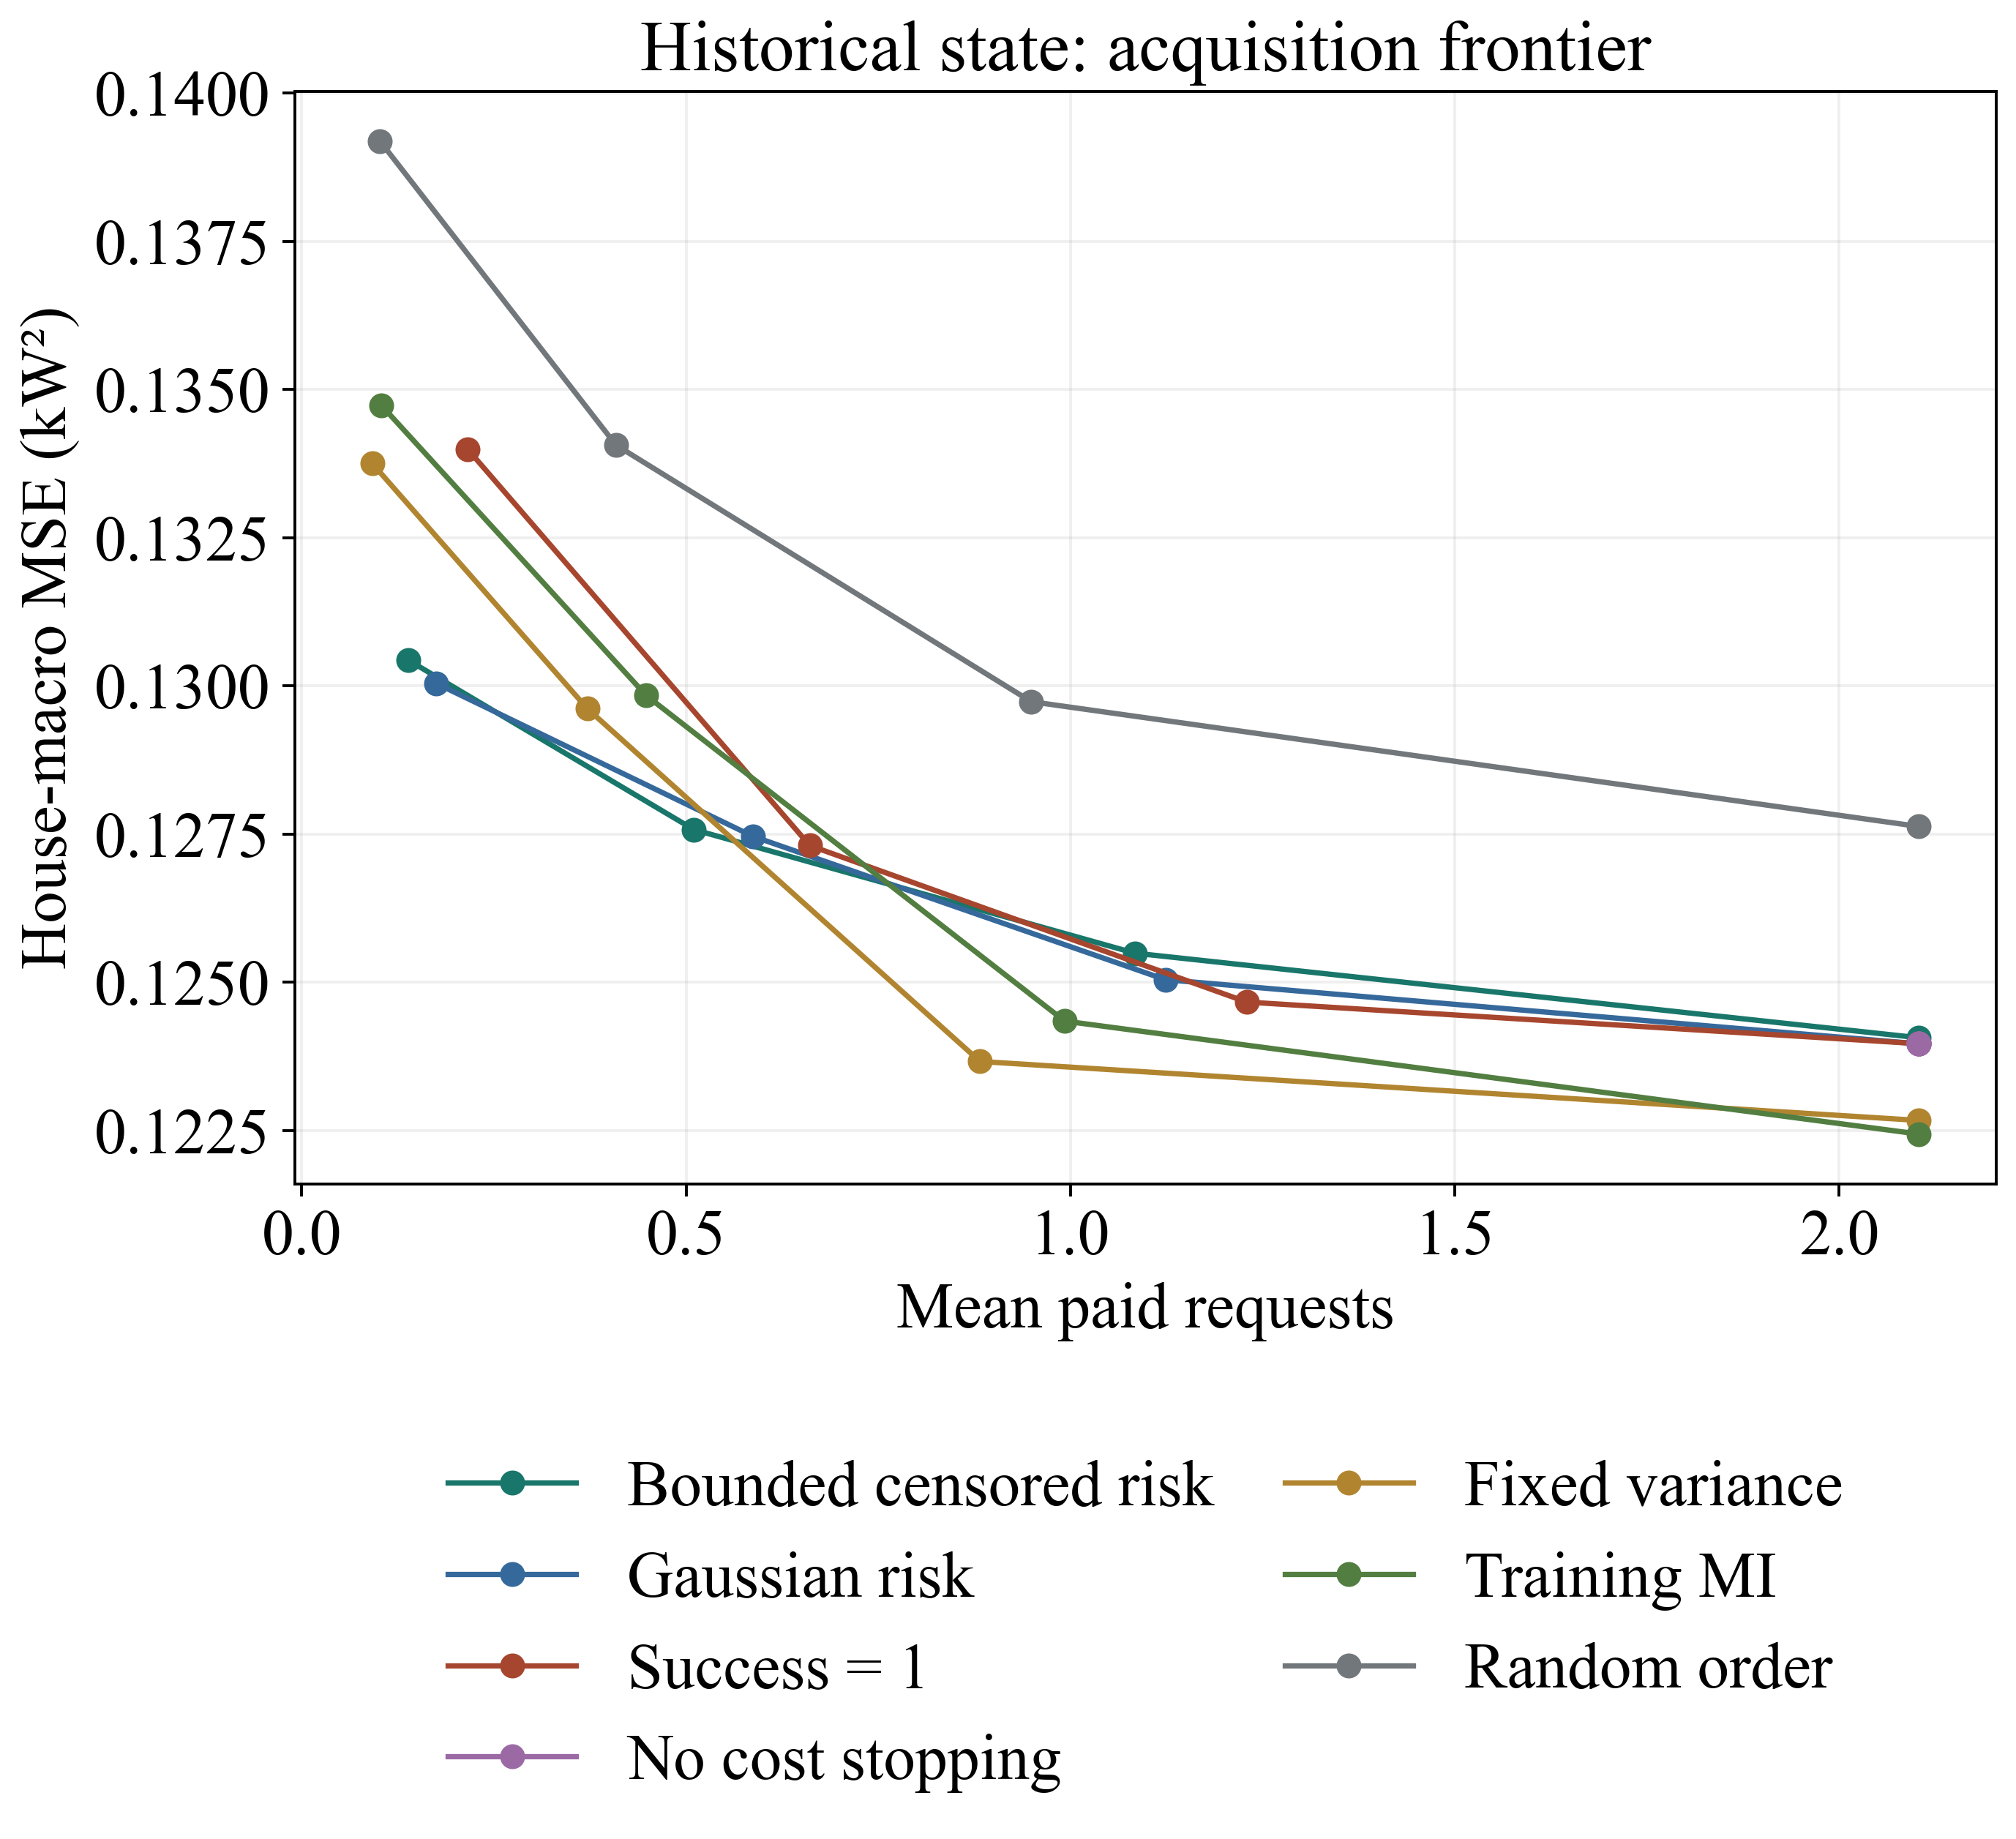 Historical state: acquisition frontier
House-macro MSE (kW²)
0.1400
0.1375
0.1350
0.1325
0.1300
0.1275
0.1250
0.1225
0.0 0.5 1.0 1.5 2.0
Mean paid requests
Bounded censored risk
Gaussian risk
Success = 1
No cost stopping
Fixed variance
Training MI
Random order